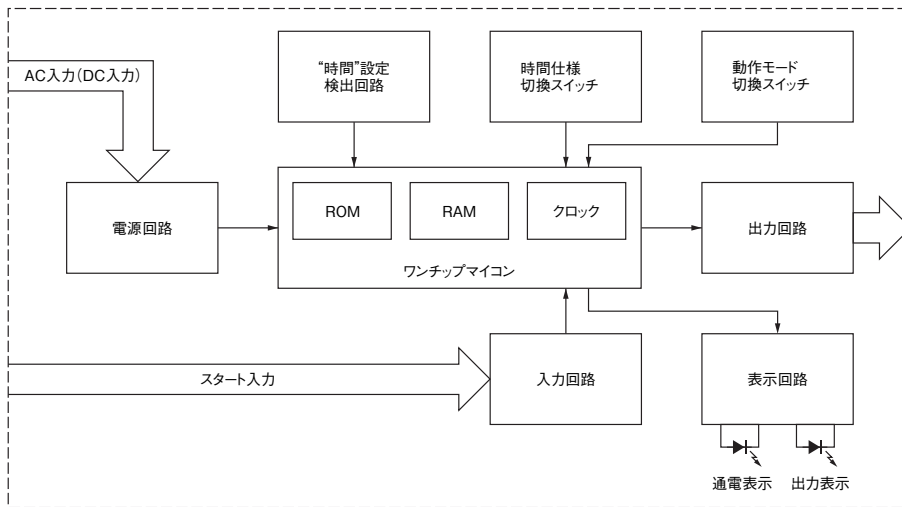 AC入力(DC入力)
“時間”設定
検出回路
時間仕様
切換スイッチ
動作モード
切換スイッチ
電源回路
ROM
RAM
クロック
ワンチップマイコン
出力回路
スタート入力
入力回路
表示回路
通電表示
出力表示